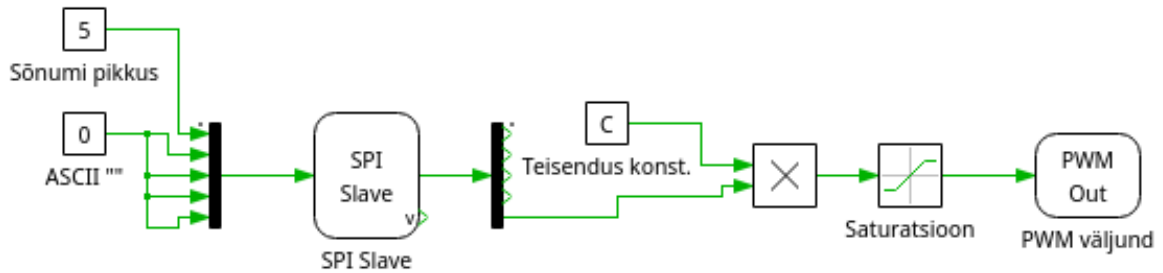 5
Sõnumi pikkus
0
ASCII ""
SPI
Slave
v
SPI Slave
C
Teisendus konst.
Saturatsioon
PWM
Out
PWM väljund